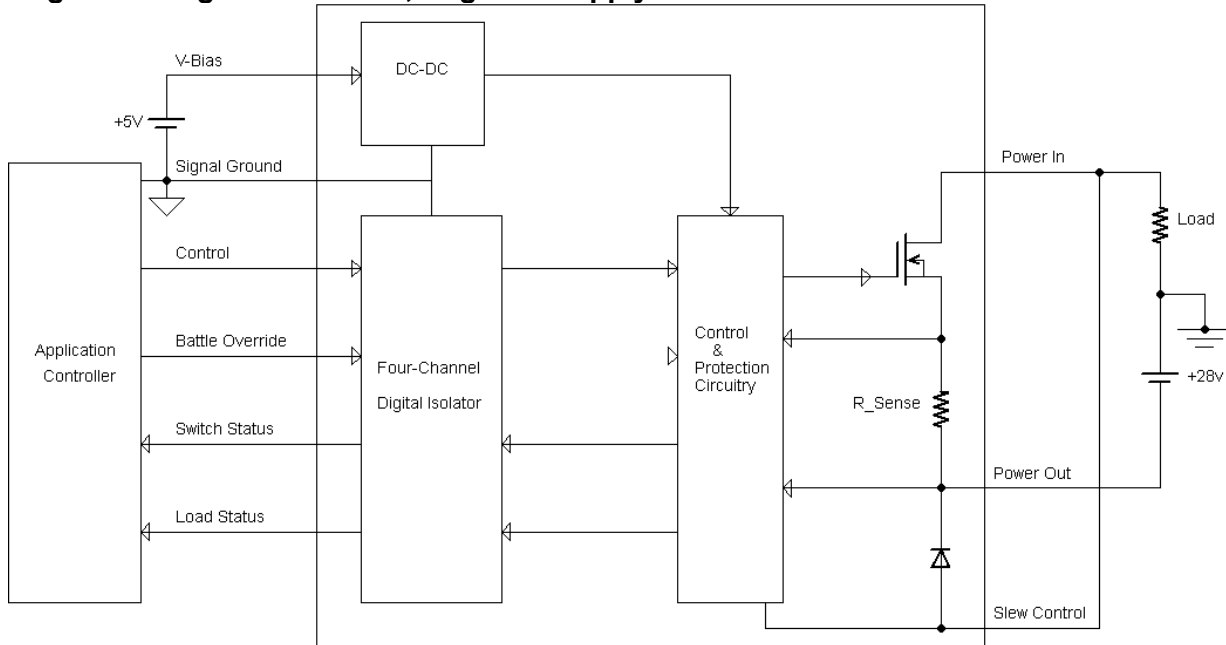 V-Bias
DC-DC
+5V
Signal Ground
Power In
Load
Control
Battle Override
Application
Controller
Four-Channel
Digital Isolator
Control
&
Protection
Circuitry
+28v
R_Sense
Switch Status
Power Out
Load Status
Slew Control